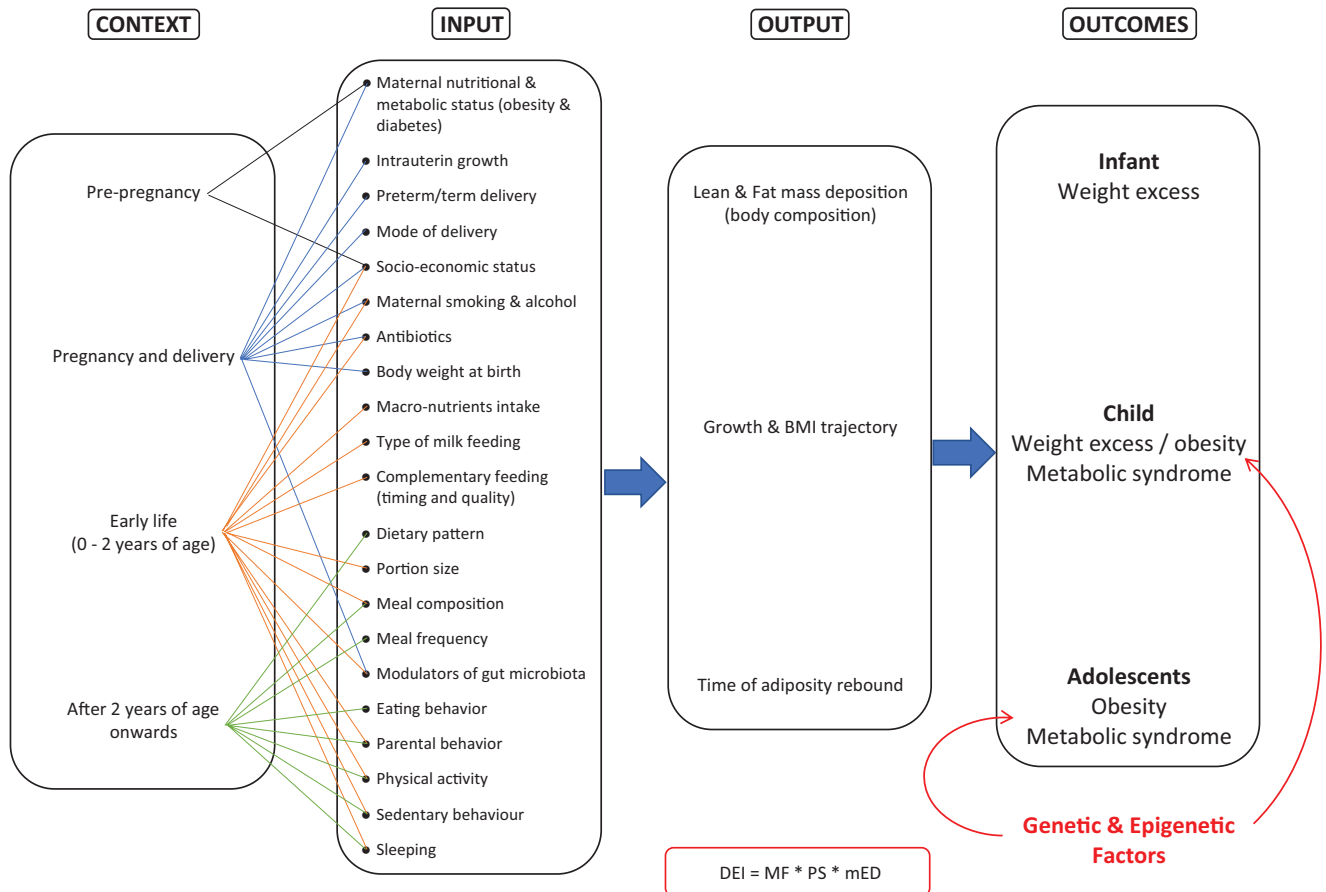 CONTEXT
INPUT
OUTPUT
OUTCOMES
Pre-pregnancy
Pregnancy and delivery
Early life
(0 - 2 years of age)
After 2 years of age
onwards
Maternal nutritional &
metabolic status (obesity &
diabetes)
Intrauterin growth
Preterm/term delivery
Mode of delivery
Socio-economic status
Maternal smoking & alcohol
Antibiotics
Body weight at birth
Macro-nutrients intake
Type of milk feeding
Complementary feeding
(timing and quality)
Dietary pattern
Portion size
Meal composition
Meal frequency
Modulators of gut microbiota
Eating behavior
Parental behavior
Physical activity
Sedentary behaviour
Sleeping
Lean & Fat mass deposition
(body composition)
Growth & BMI trajectory
Time of adiposity rebound
Infant
Weight excess
Child
Weight excess / obesity
Metabolic syndrome
Adolescents
Obesity
Metabolic syndrome
Genetic & Epigenetic
Factors
DEI = MF * PS * mED